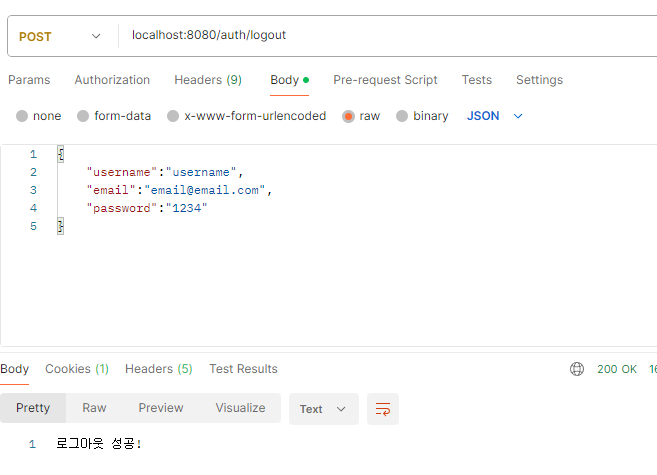 POST localhost:8080/auth/logout
Params Authorization Headers (9) Body Pre-request Script Tests Settings
none form-data x-www-form-urlencoded raw binary JSON
1 {
2 "username":"username",
3 "email":"email@email.com",
4 "password":"1234"
5 }
Body Cookies (1) Headers (5) Test Results 200 OK
Pretty Raw Preview Visualize Text
1 로그아웃 성공!